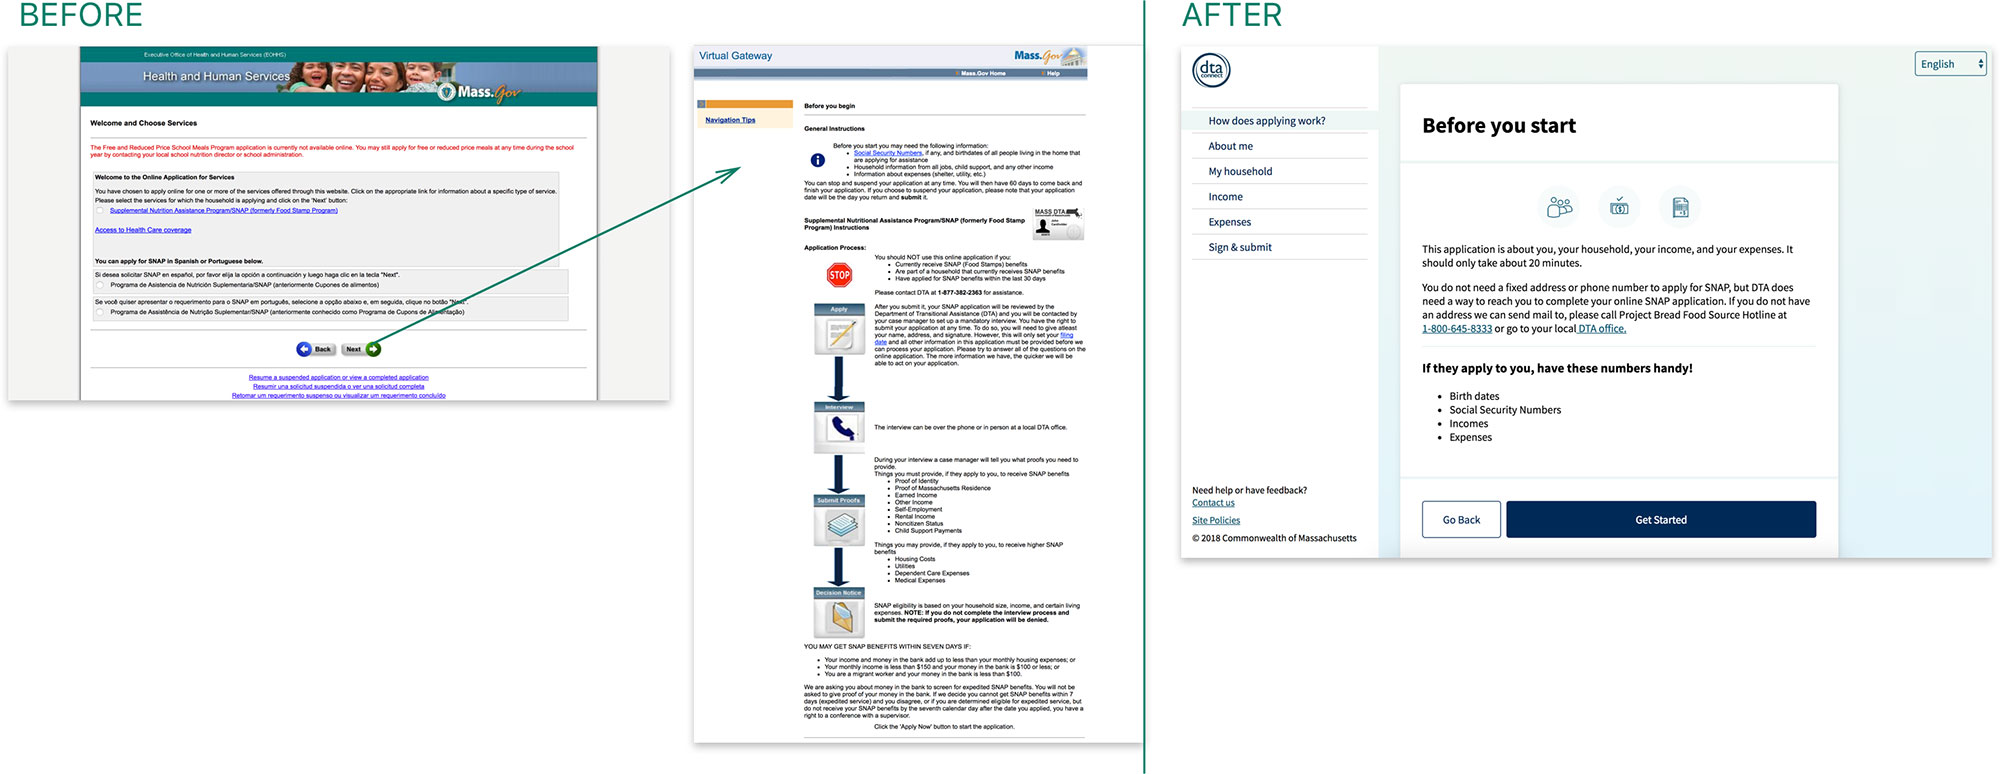 BEFORE
Executive Office of Health and Human Services (EOHHS)
Health and Human Services
Mass.Gov
Welcome and Choose Services
The Free and Reduced Price School Meals Program application is currently not available online. You may still apply for free or reduced price meals at any time during the school
year by contacting your local school nutrition director or school administration.
Welcome to the Online Application for Services
You have chosen to apply online for one or more of the services offered through this website. Click on the appropriate link for information about a specific type of service.
Please select the services for which the household is applying and click on the 'Next' button:
Supplemental Nutrition Assistance Program/SNAP (formerly Food Stamp Program)
Access to Health Care coverage
You can apply for SNAP in Spanish or Portuguese below.
Si desea solicitar SNAP en español, por favor elija la opción a continuación y luego haga clic en la tecla "Next".
Programa de Asistencia de Nutrición Suplementaria/SNAP (anteriormente Cupones de alimentos)
Se você quiser apresentar o requerimento para o SNAP em português, selecione a opção abaixo e, em seguida, clique no botão "Next".
Programa de Assistência de Nutrição Suplementar/SNAP (anteriormente conhecido como Programa de Cupons de Alimentação)
Back
Next
Resume a suspended application or view a completed application
Resumir una solicitud suspendida o ver una solicitud completa
Retomar um requerimento suspenso ou visualizar um requerimento concluído
Virtual Gateway
Mass.Gov
Mass.Gov Home
Help
Navigation Tips
Before you begin
General Instructions
Before you start you may need the following information:
• Social Security Numbers, if any, and birthdates of all people living in the home that
are applying for assistance
• Household information from all jobs, child support, and any other income
• Information about expenses (shelter, utility, etc.)
You can stop and suspend your application at any time. You will then have 60 days to come back and
finish your application. If you choose to suspend your application, please note that your application
date will be the day you return and submit it.
Supplemental Nutritional Assistance Program/SNAP (formerly Food Stamp
Program) Instructions
MASS DTA
Application Process:
STOP
You should NOT use this online application if you:
• Currently receive SNAP (Food Stamps) benefits
• Are part of a household that currently receives SNAP benefits
• Have applied for SNAP benefits within the last 30 days
Please contact DTA at 1-877-382-2363 for assistance.
Apply
After you submit it, your SNAP application will be reviewed by the
Department of Transitional Assistance (DTA) and you will be contacted by
your case manager to set up a mandatory interview. You have the right to
submit your application at any time. To do so, you will need to give atleast
your name, address, and signature. However, this will only set your filing
date and all other information in this application must be provided before we
can process your application. Please try to answer all of the questions on the
online application. The more information we have, the quicker we will be
able to act on your application.
Interview
The interview can be over the phone or in person at a local DTA office.
During your interview a case manager will tell you what proofs you need to
provide.
Things you must provide, if they apply to you, to receive SNAP benefits
• Proof of Identity
• Proof of Massachusetts Residence
• Earned Income
• Other Income
• Self-Employment
• Rental Income
• Noncitizen Status
• Child Support Payments
Submit Proofs
Things you may provide, if they apply to you, to receive higher SNAP
benefits
• Housing Costs
• Utilities
• Dependent Care Expenses
• Medical Expenses
Decision Notice
SNAP eligibility is based on your household size, income, and certain living
expenses. NOTE: If you do not complete the interview process and
submit the required proofs, your application will be denied.
YOU MAY GET SNAP BENEFITS WITHIN SEVEN DAYS IF:
• Your income and money in the bank add up to less than your monthly housing expenses; or
• Your monthly income is less than $150 and your money in the bank is $100 or less; or
• You are a migrant worker and your money in the bank is less than $100.
We are asking you about money in the bank to screen for expedited SNAP benefits. You will not be
asked to give proof of your money in the bank. If we decide you cannot get SNAP benefits within 7
days (expedited service) and you disagree, or if you are determined eligible for expedited service, but
do not receive your SNAP benefits by the seventh calendar day after the date you applied, you have a
right to a conference with a supervisor.
Click the 'Apply Now' button to start the application.
AFTER
dta
connect
English
How does applying work?
About me
My household
Income
Expenses
Sign & submit
Need help or have feedback?
Contact us
Site Policies
© 2018 Commonwealth of Massachusetts
Before you start
This application is about you, your household, your income, and your expenses. It
should only take about 20 minutes.
You do not need a fixed address or phone number to apply for SNAP, but DTA does
need a way to reach you to complete your online SNAP application. If you do not have
an address we can send mail to, please call Project Bread Food Source Hotline at
1-800-645-8333 or go to your local DTA office.
If they apply to you, have these numbers handy!
• Birth dates
• Social Security Numbers
• Incomes
• Expenses
Go Back
Get Started